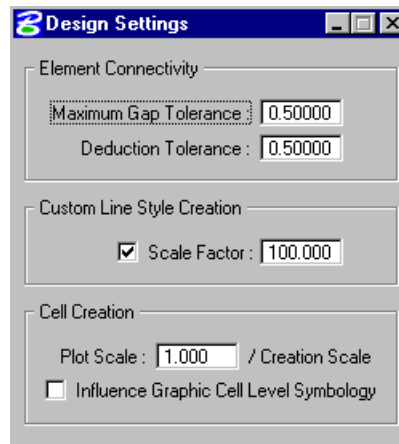 Design Settings
Element Connectivity
Maximum Gap Tolerance : 0.50000
Deduction Tolerance : 0.50000
Custom Line Style Creation
Scale Factor : 100.000
Cell Creation
Plot Scale : 1.000 / Creation Scale
Influence Graphic Cell Level Symbology